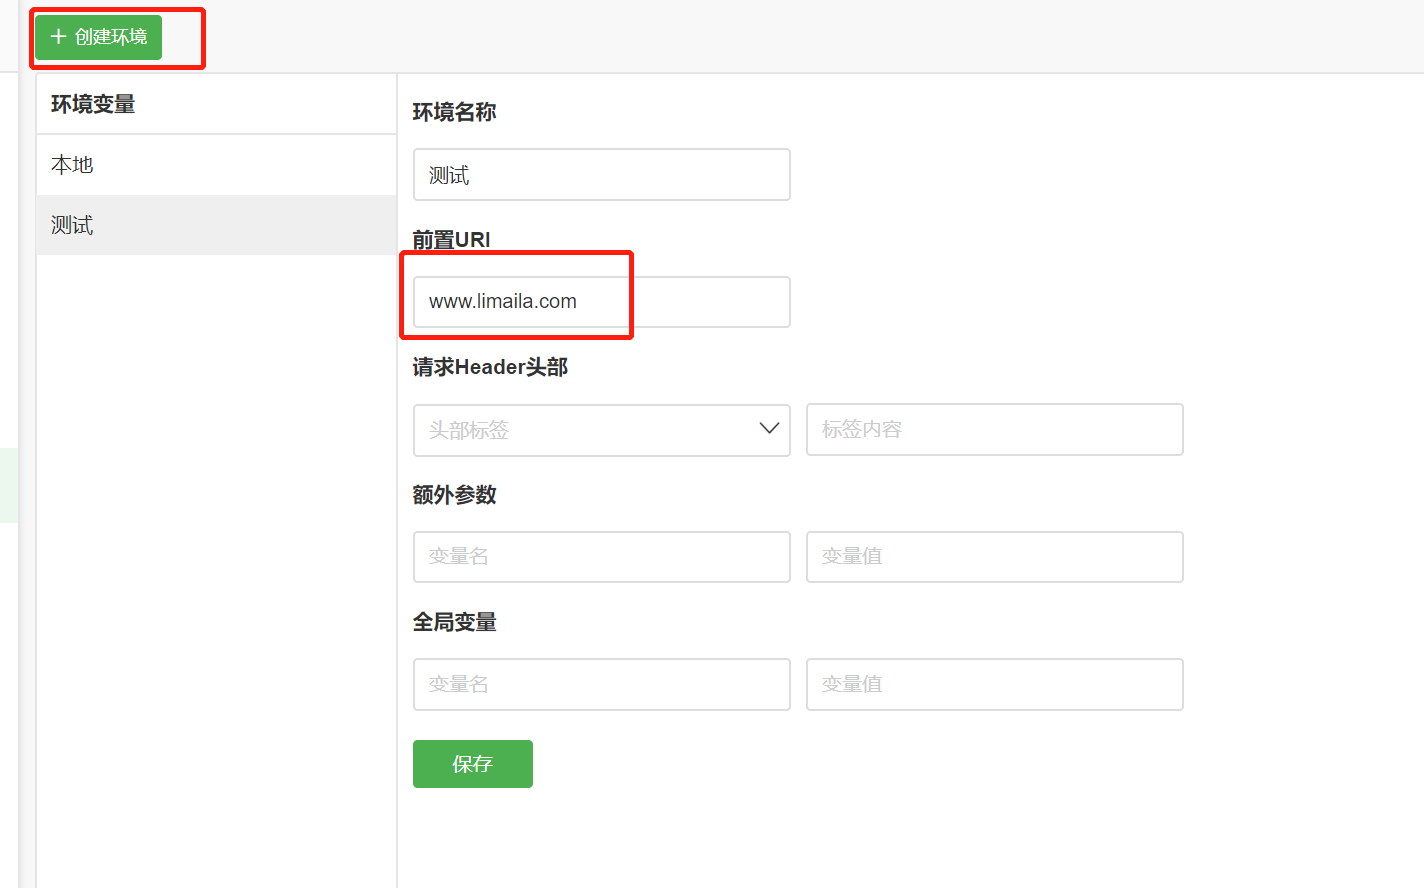 + 创建环境
环境变量
本地
测试
环境名称
测试
前置URI
www.limaila.com
请求Header头部
头部标签 标签内容
额外参数
变量名 变量值
全局变量
变量名 变量值
保存